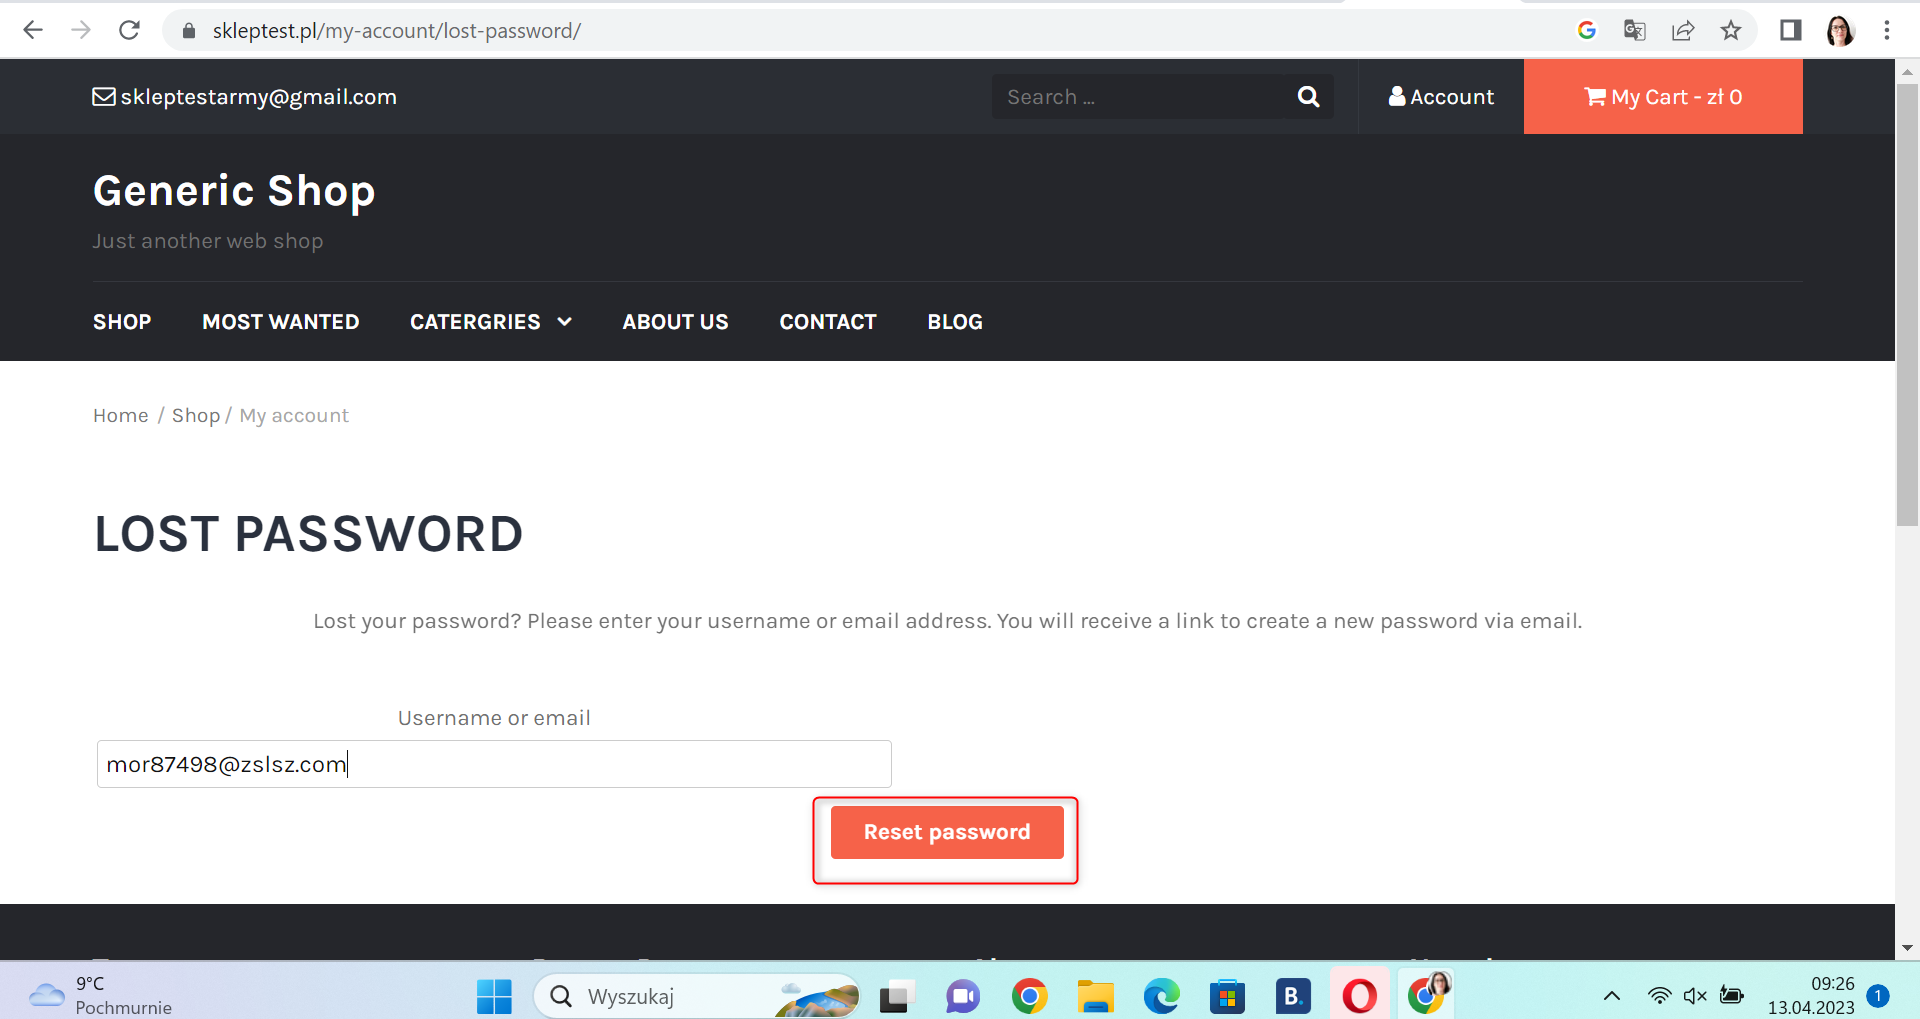 skleptest.pl/my-account/lost-password/
skleptestarmy@gmail.com
Search ...
Account
My Cart - zł 0
Generic Shop
Just another web shop
SHOP
MOST WANTED
CATERGRIES
ABOUT US
CONTACT
BLOG
Home / Shop / My account
LOST PASSWORD
Lost your password? Please enter your username or email address. You will receive a link to create a new password via email.
Username or email
mor87498@zslsz.com
Reset password
9°C
Pochmurnie
Wyszukaj
B.
09:26
13.04.2023
1